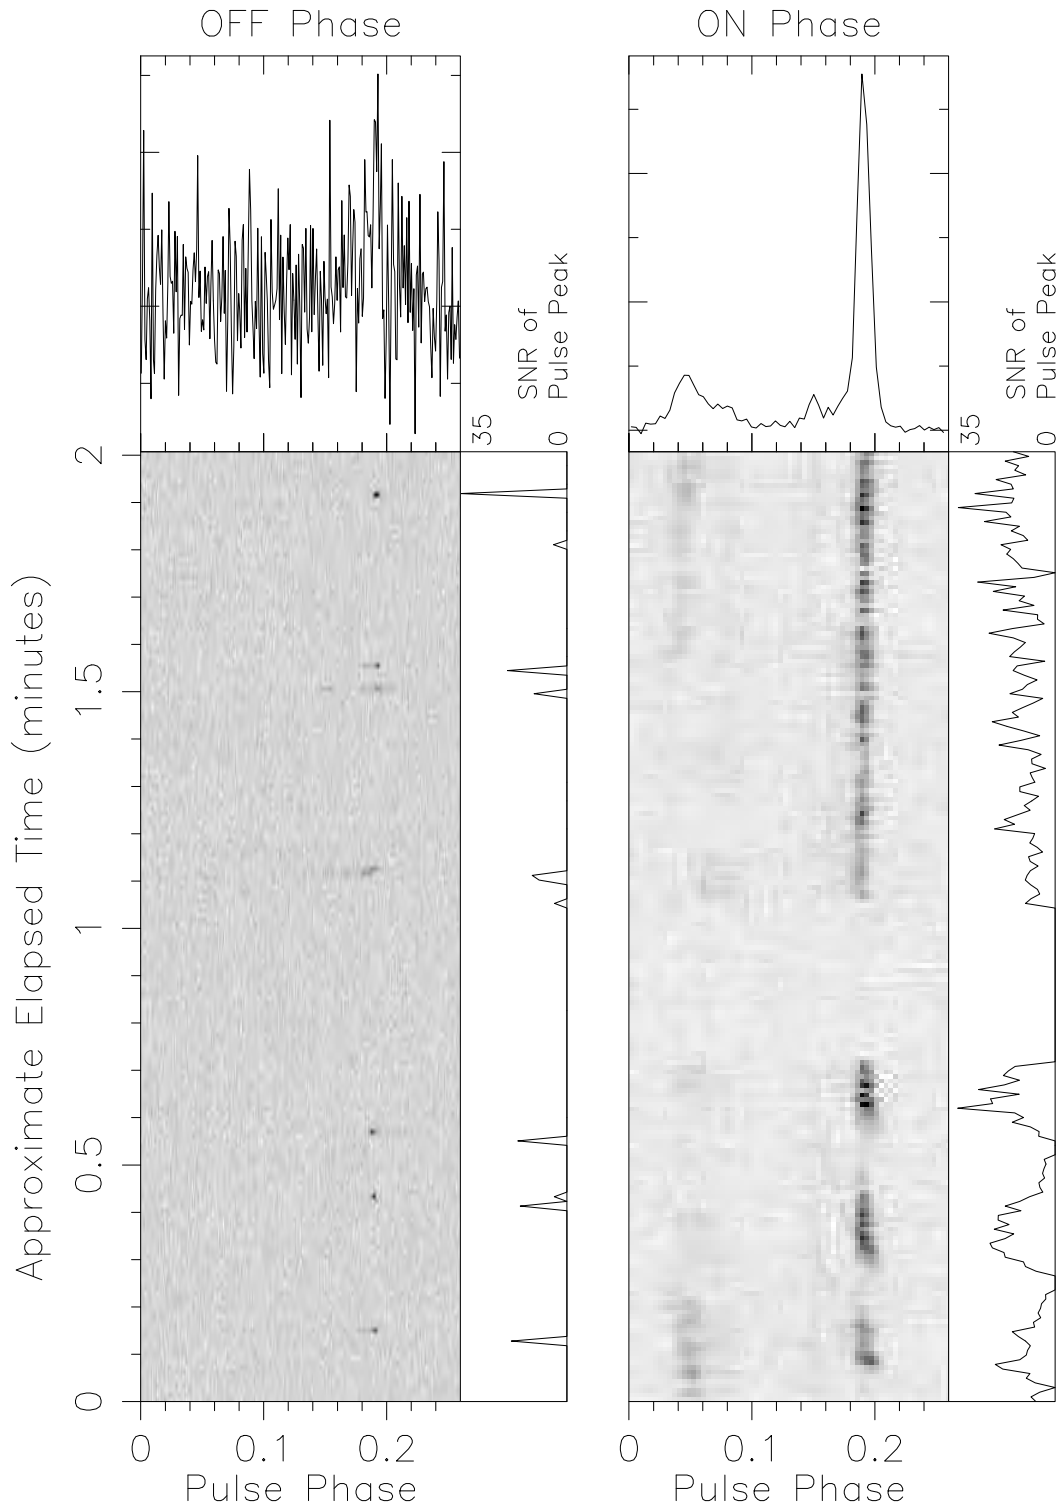 OFF Phase
ON Phase
SNR of
Pulse Peak
35
0
SNR of
Pulse Peak
35
0
Approximate Elapsed Time (minutes)
2
1.5
1
0.5
0
0
0.1
0.2
Pulse Phase
0
0.1
0.2
Pulse Phase